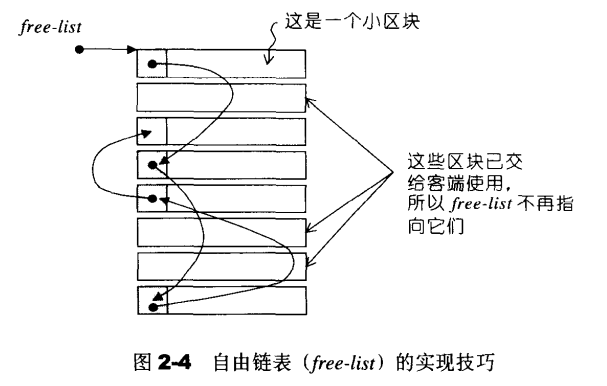 free-list
这是一个小区块
这些区块已交
给客端使用，
所以 free-list 不再指
向它们
图 2-4 自由链表（free-list）的实现技巧